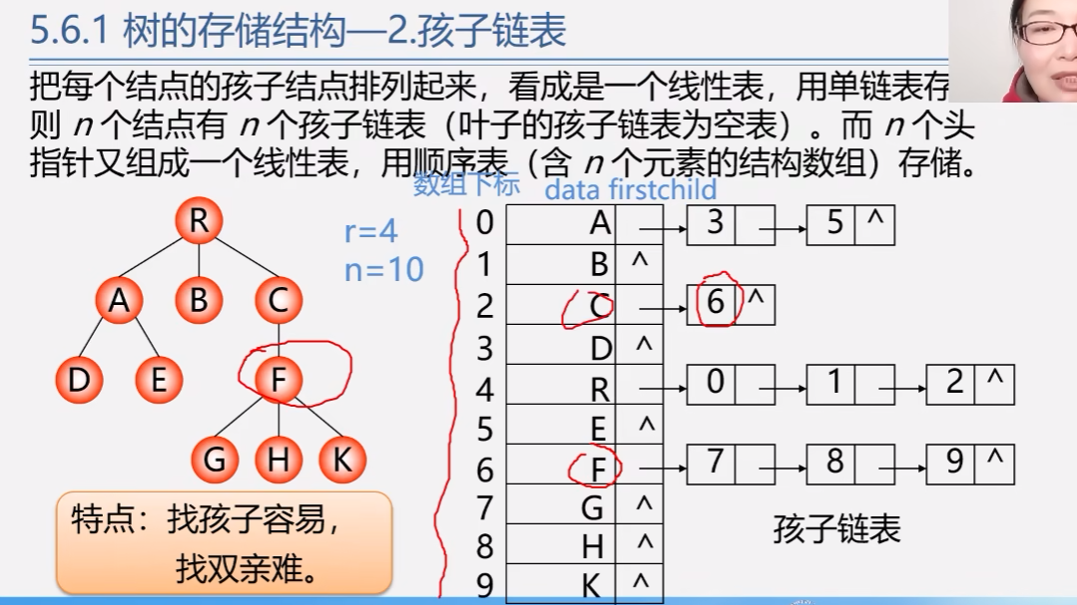 5.6.1 树的存储结构—2.孩子链表
把每个结点的孩子结点排列起来，看成是一个线性表，用单链表存
则 n 个结点有 n 个孩子链表（叶子的孩子链表为空表）。而 n 个头
指针又组成一个线性表，用顺序表（含 n 个元素的结构数组）存储。
数组下标 data firstchild
R
A B C
D E F
G H K
r=4
n=10
0 A 3 5 ^
1 B ^
2 C 6 ^
3 D ^
4 R 0 1 2 ^
5 E ^
6 F 7 8 9 ^
7 G ^
8 H ^
9 K ^
孩子链表
特点：找孩子容易，
找双亲难。